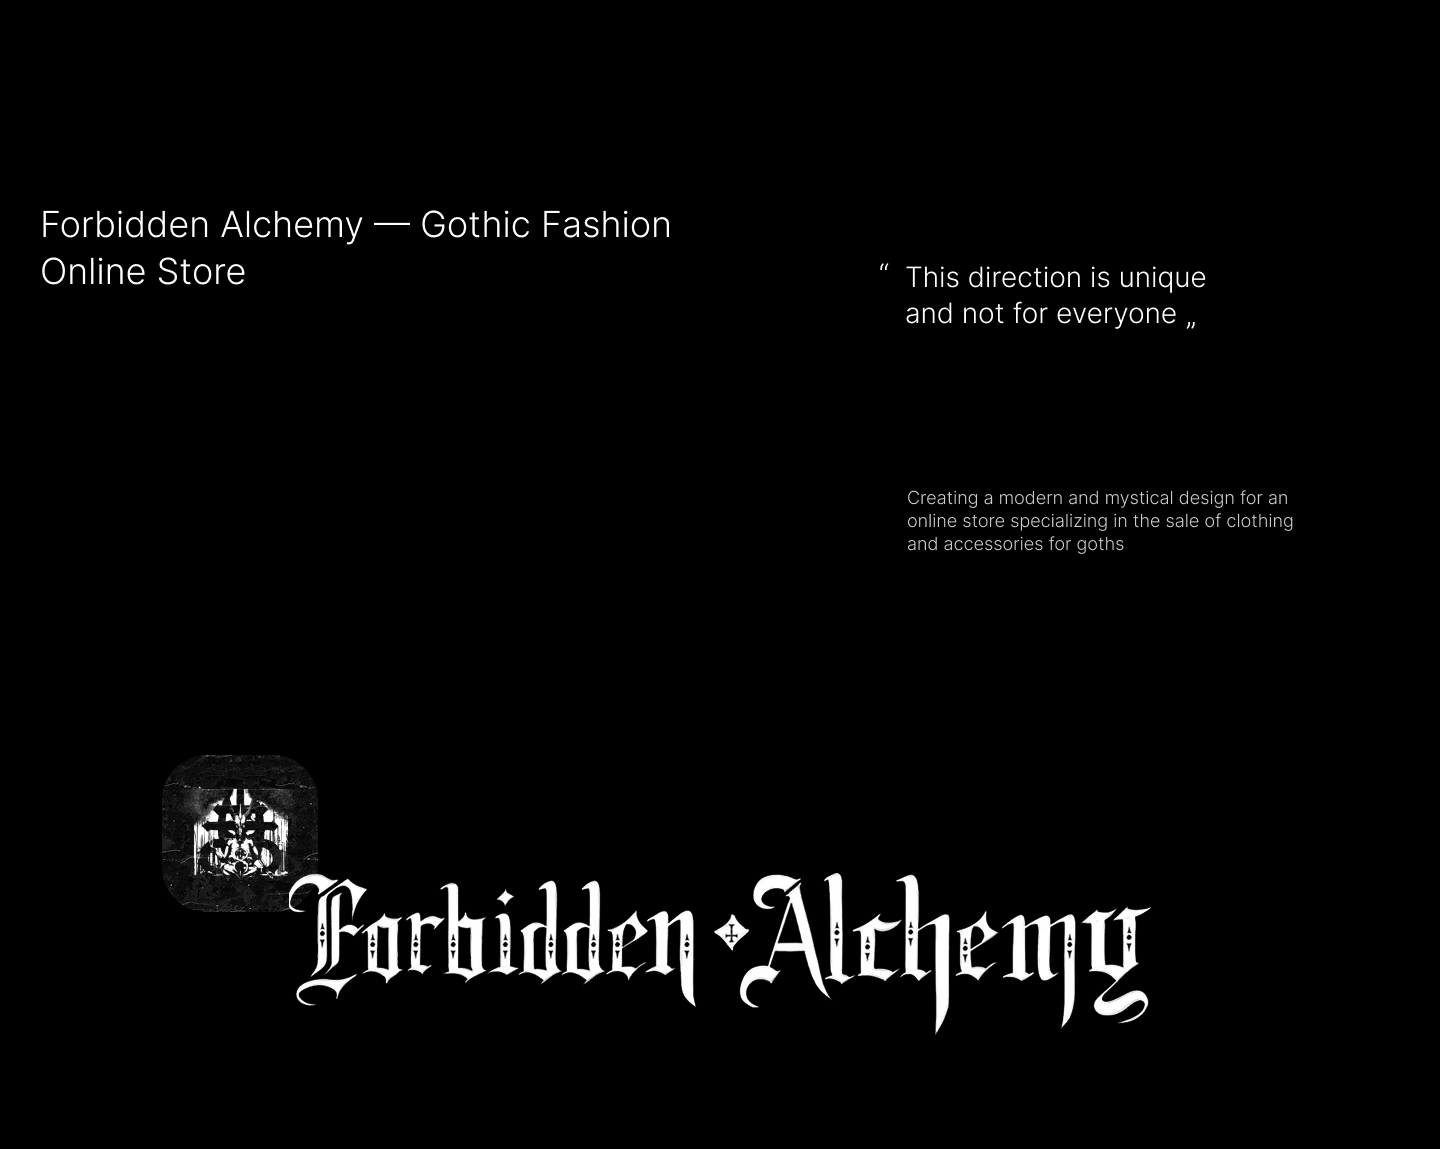 Forbidden Alchemy — Gothic Fashion
Online Store
“ This direction is unique
and not for everyone „
Creating a modern and mystical design for an
online store specializing in the sale of clothing
and accessories for goths
Forbidden Alchemy